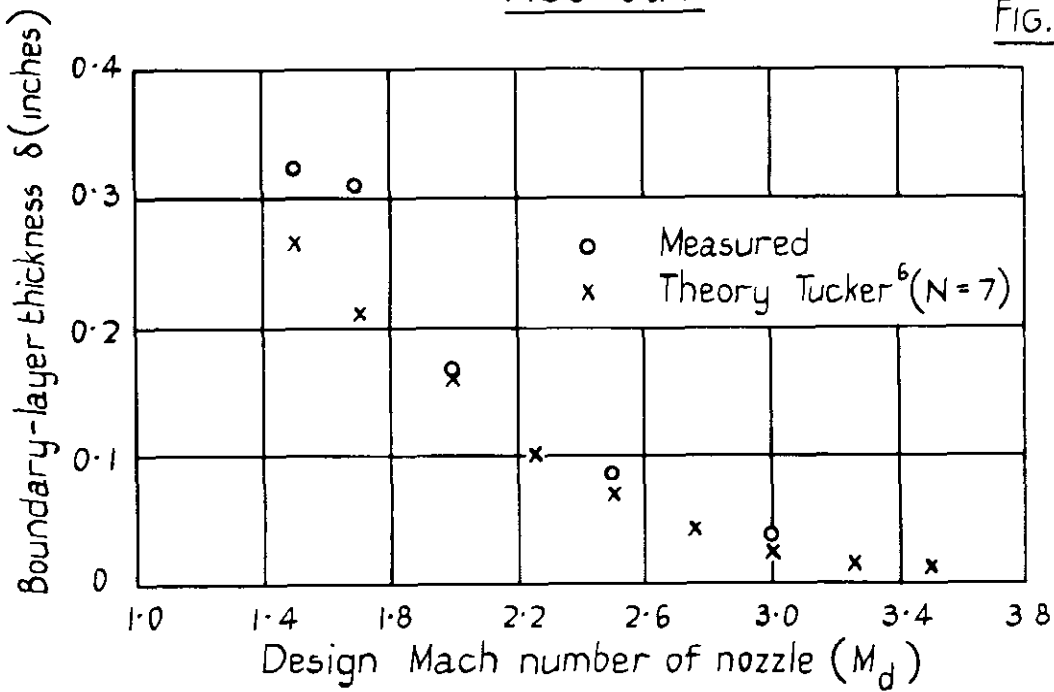 FIG.
Boundary-layer thickness δ (inches)
0·4
0·3
0·2
0·1
0
o Measured
x Theory Tucker⁶ (N = 7)
1·0 1·4 1·8 2·2 2·6 3·0 3·4 3·8
Design Mach number of nozzle (M_d)